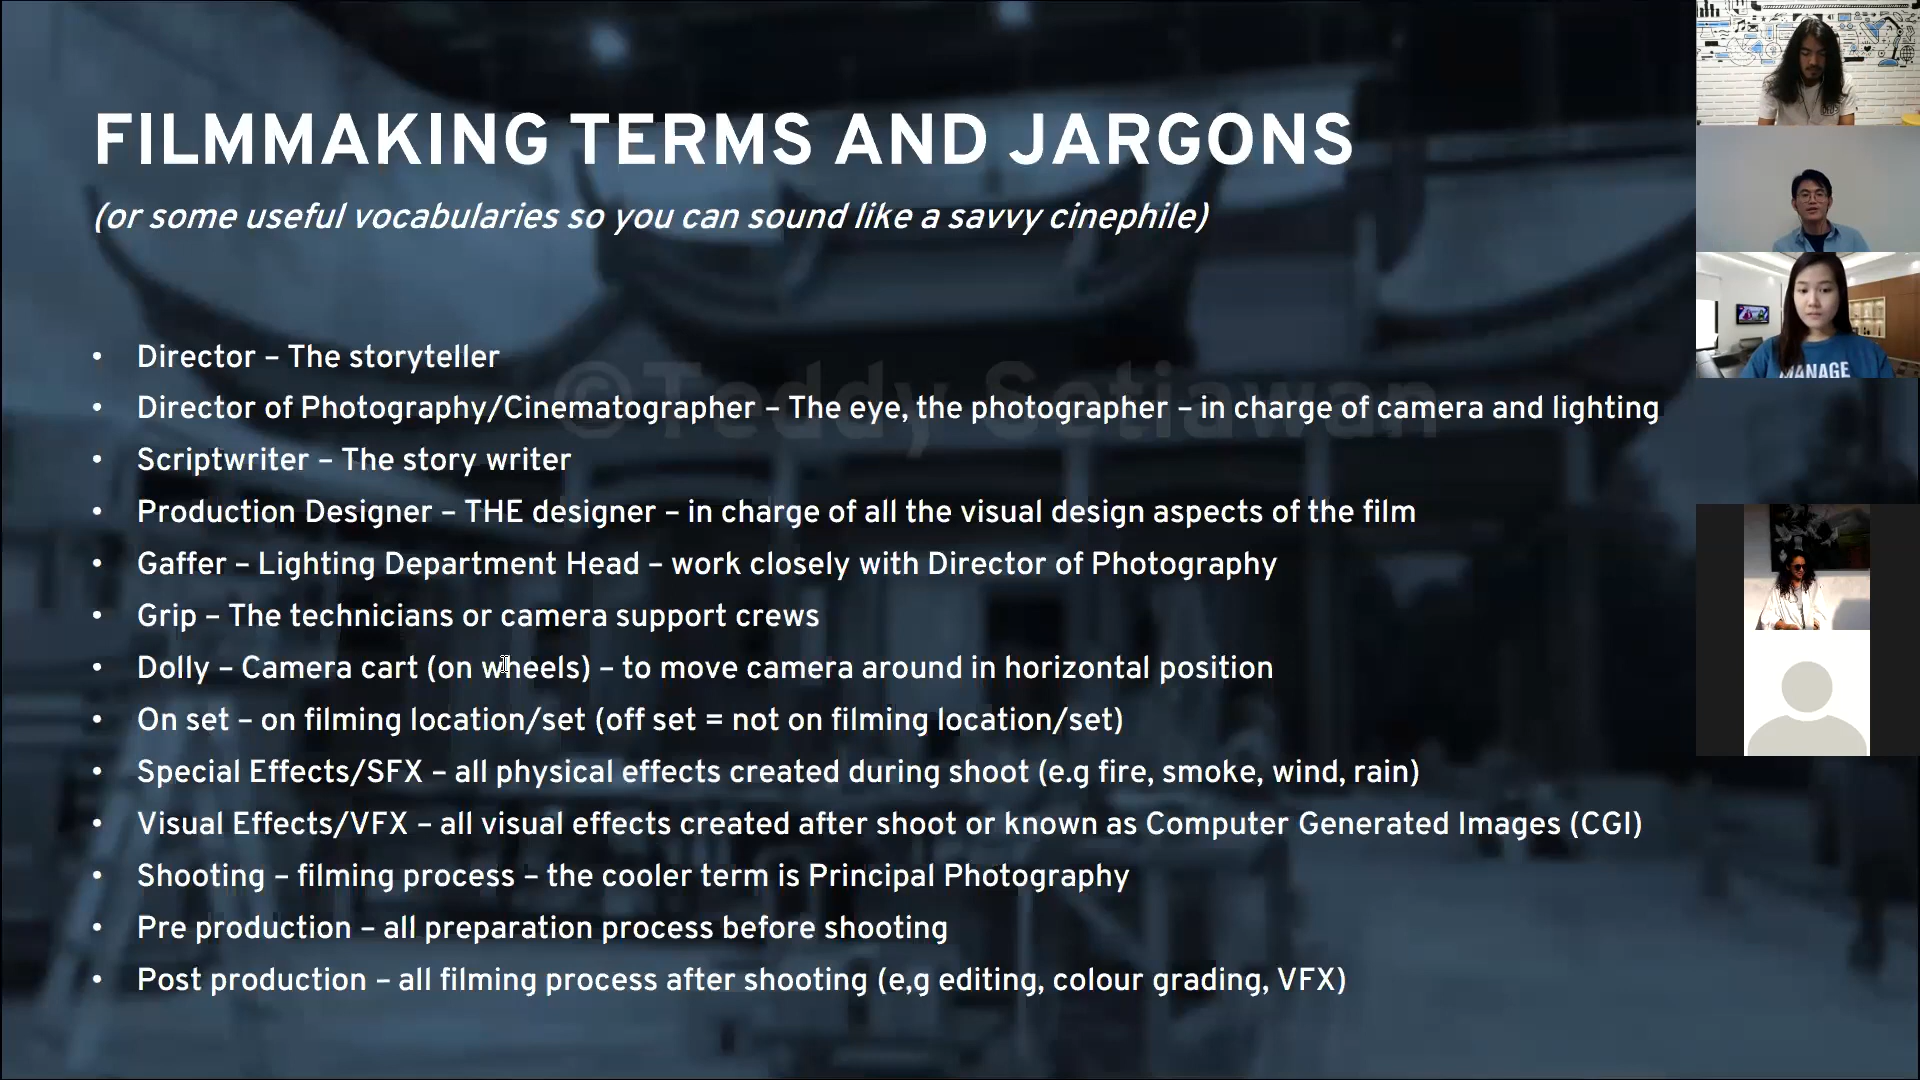 FILMMAKING TERMS AND JARGONS
(or some useful vocabularies so you can sound like a savvy cinephile)
©Teddy Setiawan
• Director – The storyteller
• Director of Photography/Cinematographer – The eye, the photographer – in charge of camera and lighting
• Scriptwriter – The story writer
• Production Designer – THE designer – in charge of all the visual design aspects of the film
• Gaffer – Lighting Department Head – work closely with Director of Photography
• Grip – The technicians or camera support crews
• Dolly – Camera cart (on wheels) – to move camera around in horizontal position
• On set – on filming location/set (off set = not on filming location/set)
• Special Effects/SFX – all physical effects created during shoot (e.g fire, smoke, wind, rain)
• Visual Effects/VFX – all visual effects created after shoot or known as Computer Generated Images (CGI)
• Shooting – filming process – the cooler term is Principal Photography
• Pre production – all preparation process before shooting
• Post production – all filming process after shooting (e,g editing, colour grading, VFX)
MANAGE